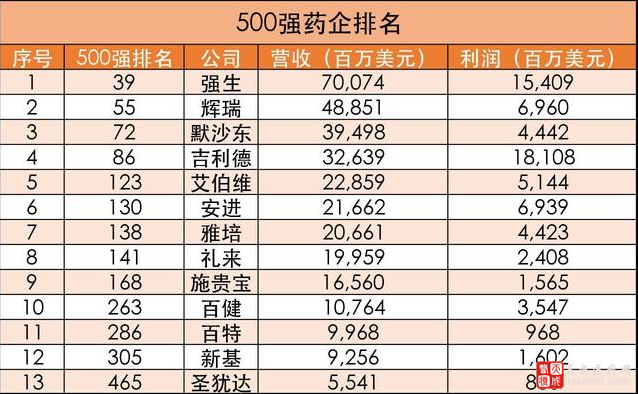 500强药企排名
序号 500强排名 公司 营收（百万美元） 利润（百万美元）
1 39 强生 70,074 15,409
2 55 辉瑞 48,851 6,960
3 72 默沙东 39,498 4,442
4 86 吉利德 32,639 18,108
5 123 艾伯维 22,859 5,144
6 130 安进 21,662 6,939
7 138 雅培 20,661 4,423
8 141 礼来 19,959 2,408
9 168 施贵宝 16,560 1,565
10 263 百健 10,764 3,547
11 286 百特 9,968 968
12 305 新基 9,256 1,602
13 465 圣犹达 5,541